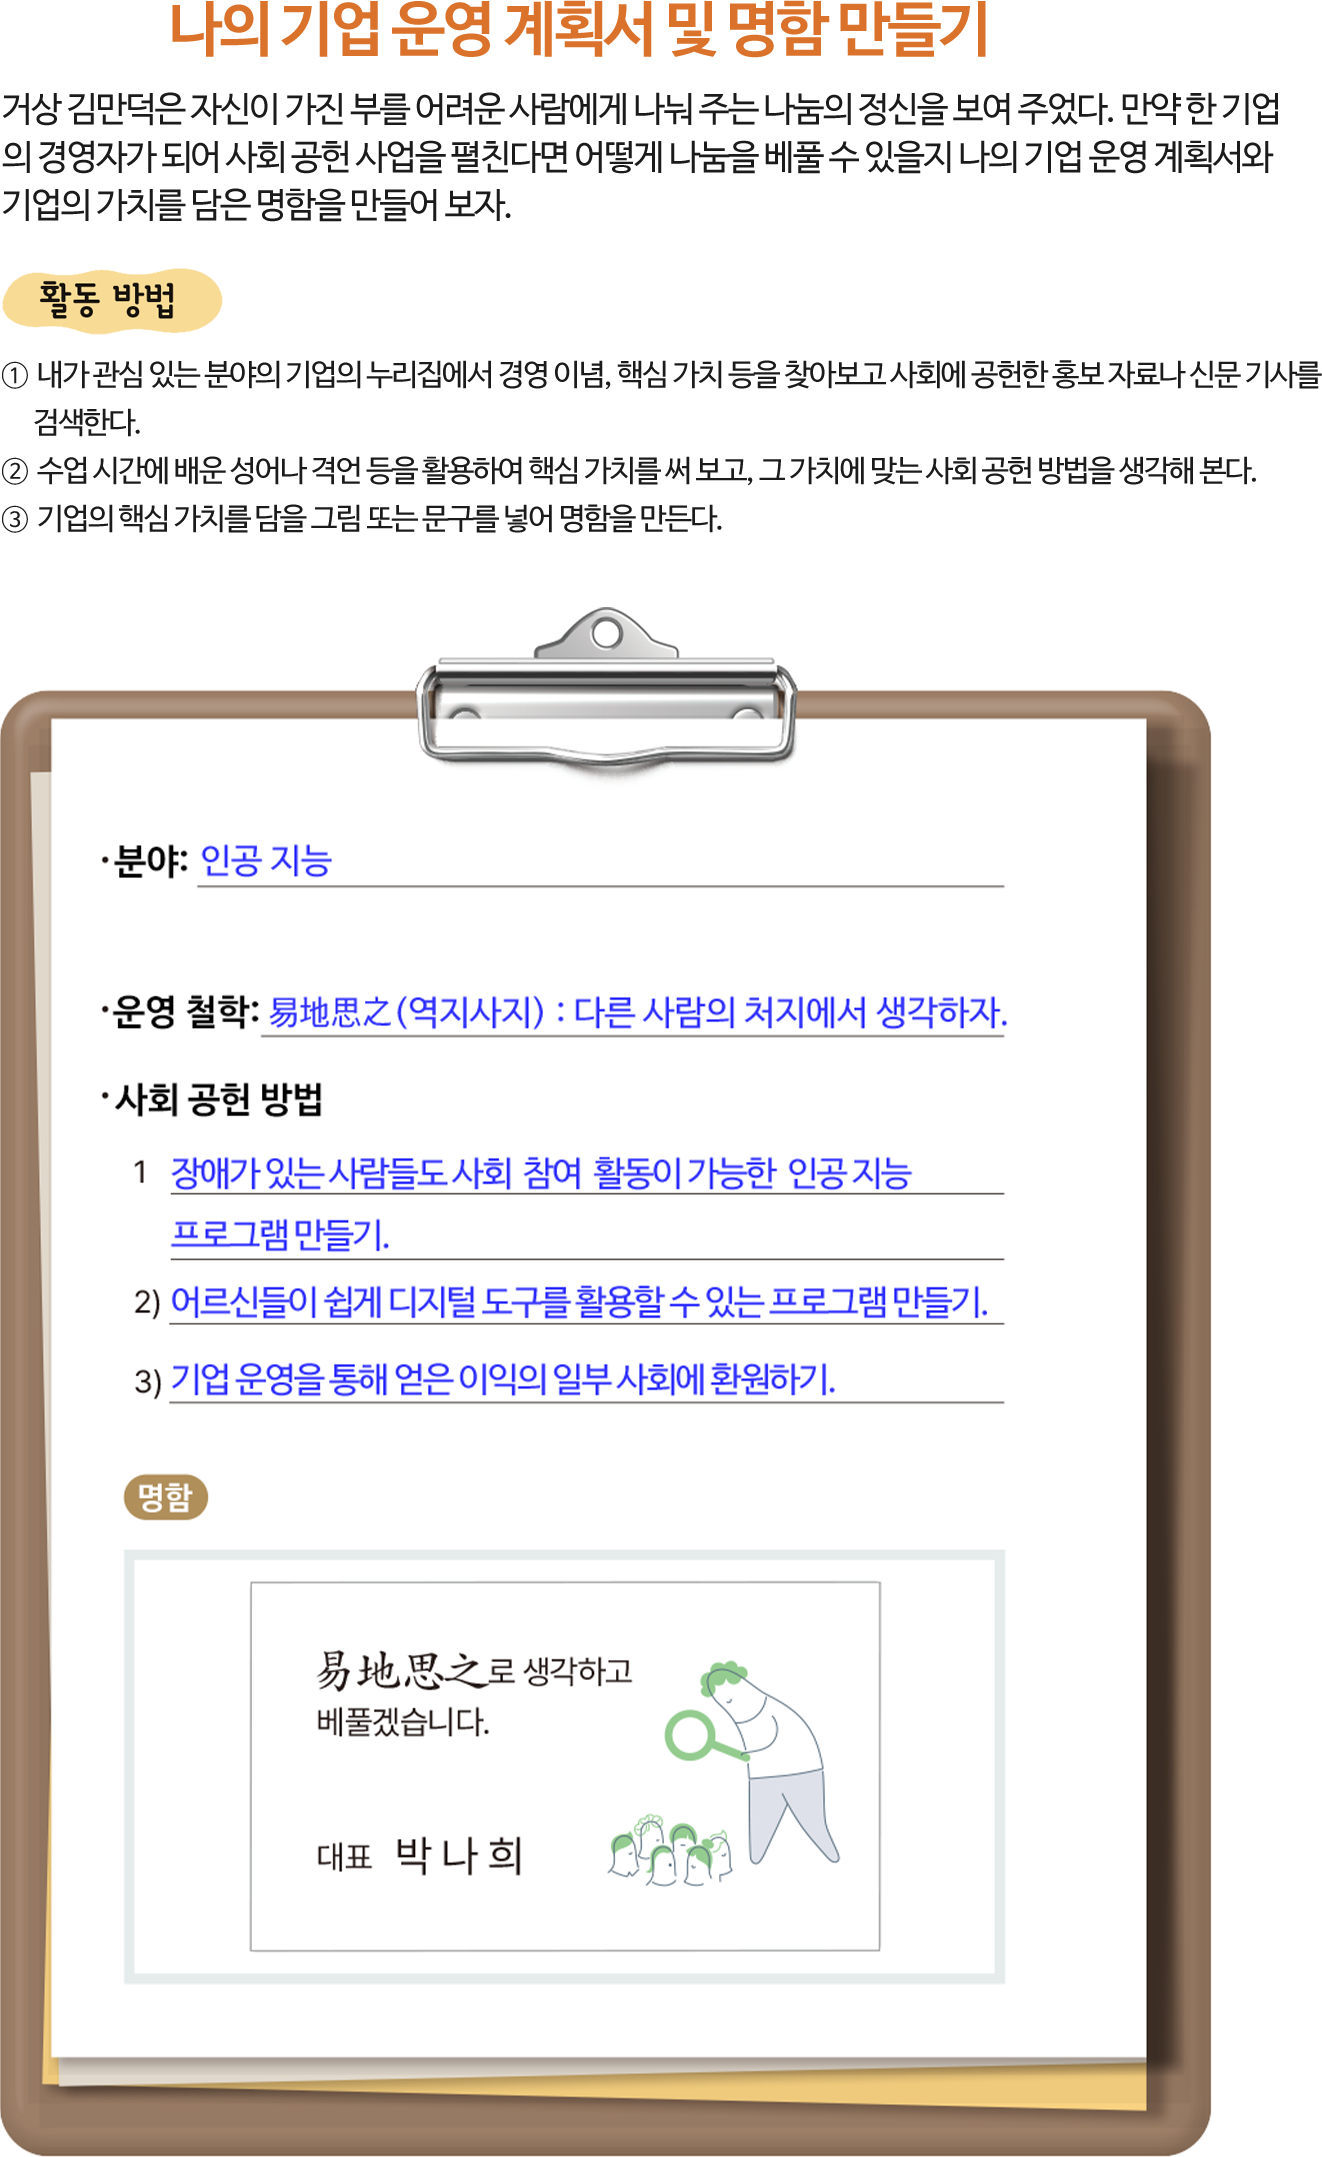 나의 기업 운영 계획서 및 명함 만들기
거상 김만덕은 자신이 가진 부를 어려운 사람에게 나눠 주는 나눔의 정신을 보여 주었다. 만약 한 기업
의 경영자가 되어 사회 공헌 사업을 펼친다면 어떻게 나눔을 베풀 수 있을지 나의 기업 운영 계획서와
기업의 가치를 담은 명함을 만들어 보자.
활동 방법
① 내가 관심 있는 분야의 기업의 누리집에서 경영 이념, 핵심 가치 등을 찾아보고 사회에 공헌한 홍보 자료나 신문 기사를
검색한다.
② 수업 시간에 배운 성어나 격언 등을 활용하여 핵심 가치를 써 보고, 그 가치에 맞는 사회 공헌 방법을 생각해 본다.
③ 기업의 핵심 가치를 담을 그림 또는 문구를 넣어 명함을 만든다.
·분야: 인공 지능
·운영 철학: 易地思之(역지사지) : 다른 사람의 처지에서 생각하자.
·사회 공헌 방법
1 장애가 있는 사람들도 사회 참여 활동이 가능한 인공 지능
프로그램 만들기.
2) 어르신들이 쉽게 디지털 도구를 활용할 수 있는 프로그램 만들기.
3) 기업 운영을 통해 얻은 이익의 일부 사회에 환원하기.
명함
易地思之로 생각하고
베풀겠습니다.
대표 박나희